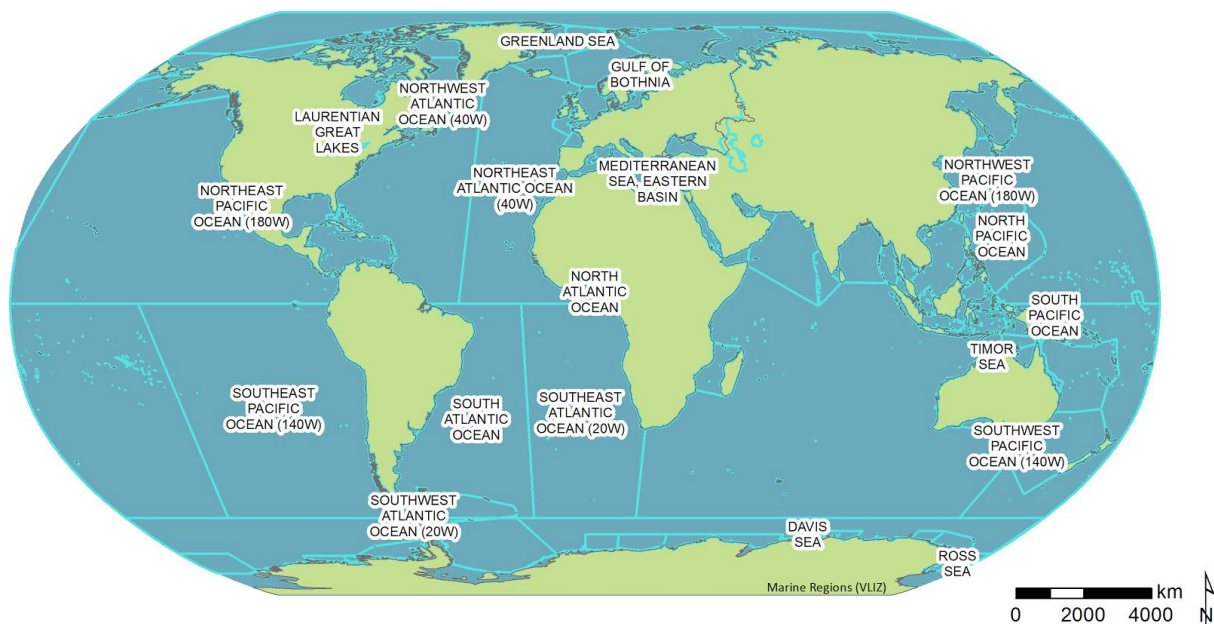 GREENLAND SEA
GULF OF
BOTHNIA
NORTHWEST
ATLANTIC
OCEAN (40W)
LAURENTIAN
GREAT
LAKES
NORTHEAST
ATLANTIC OCEAN
(40W)
MEDITERRANEAN
SEA, EASTERN
BASIN
NORTHWEST
PACIFIC
OCEAN (180W)
NORTHEAST
PACIFIC
OCEAN (180W)
NORTH
PACIFIC
OCEAN
NORTH
ATLANTIC
OCEAN
SOUTH
PACIFIC
OCEAN
TIMOR
SEA
SOUTHEAST
PACIFIC
OCEAN (140W)
SOUTH
ATLANTIC
OCEAN
SOUTHEAST
ATLANTIC
OCEAN (20W)
SOUTHWEST
PACIFIC
OCEAN (140W)
SOUTHWEST
ATLANTIC
OCEAN (20W)
DAVIS
SEA
ROSS
SEA
Marine Regions (VLIZ)
km
0 2000 4000
N